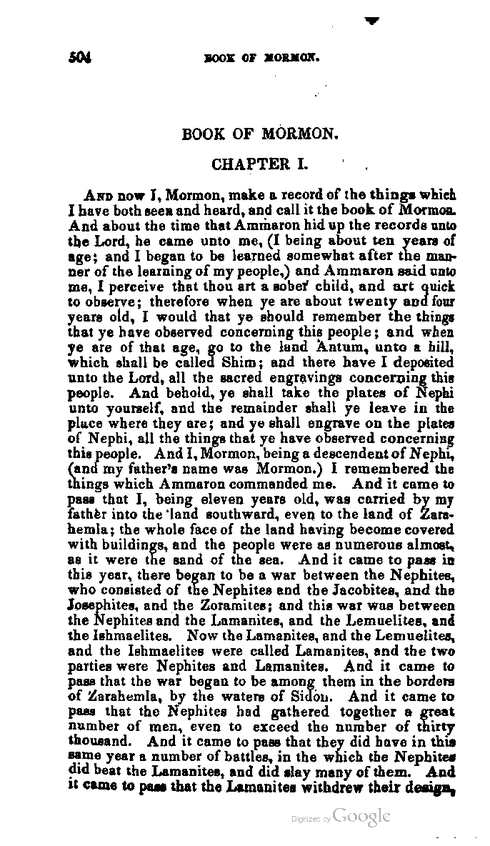 504
BOOK OF MORMON.
BOOK OF MORMON.
CHAPTER I.
AND now I, Mormon, make a record of the things which
I have both seen and heard, and call it the book of Mormon.
And about the time that Ammaron hid up the records unto
the Lord, he came unto me, (I being about ten years of
age; and I began to be learned somewhat after the man-
ner of the learning of my people,) and Ammaron said unto
me, I perceive that thou art a sober child, and art quick
to observe; therefore when ye are about twenty and four
years old, I would that ye should remember the things
that ye have observed concerning this people; and when
ye are of that age, go to the land Antum, unto a hill,
which shall be called Shim; and there have I deposited
unto the Lord, all the sacred engravings concerning this
people. And behold, ye shall take the plates of Nephi
unto yourself, and the remainder shall ye leave in the
place where they are; and ye shall engrave on the plates
of Nephi, all the things that ye have observed concerning
this people. And I, Mormon, being a descendent of Nephi,
(and my father's name was Mormon.) I remembered the
things which Ammaron commanded me. And it came to
pass that I, being eleven years old, was carried by my
father into the land southward, even to the land of Zara-
hemla; the whole face of the land having become covered
with buildings, and the people were as numerous almost,
as it were the sand of the sea. And it came to pass in
this year, there began to be a war between the Nephites,
who consisted of the Nephites and the Jacobites, and the
Josephites, and the Zoramites; and this war was between
the Nephites and the Lamanites, and the Lemuelites, and
the Ishmaelites. Now the Lamanites, and the Lemuelites,
and the Ishmaelites were called Lamanites, and the two
parties were Nephites and Lamanites. And it came to
pass that the war began to be among them in the borders
of Zarahemla, by the waters of Sidon. And it came to
pass that the Nephites had gathered together a great
number of men, even to exceed the number of thirty
thousand. And it came to pass that they did have in this
same year a number of battles, in the which the Nephites
did beat the Lamanites, and did slay many of them. And
it came to pass that the Lamanites withdrew their design,
Digitized by Google